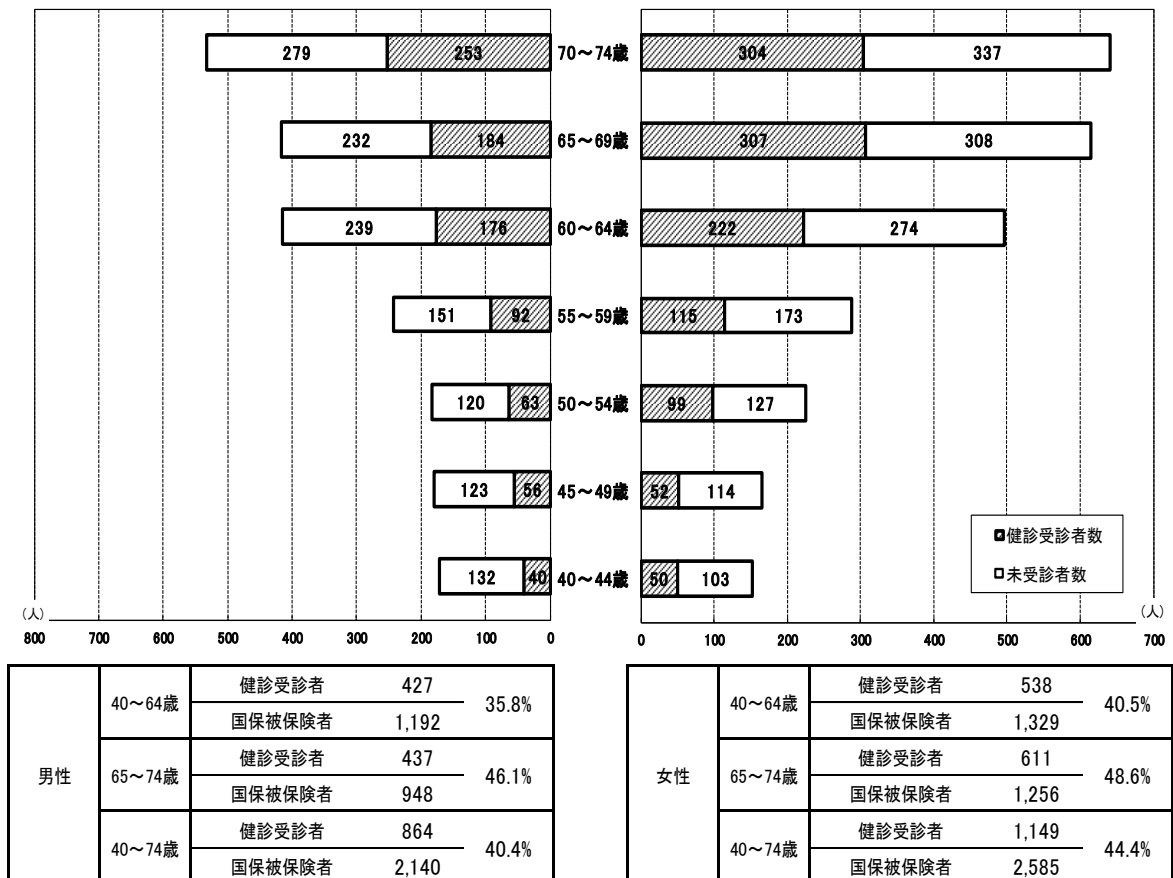 279 253 70～74歳 304 337
232 184 65～69歳 307 308
239 176 60～64歳 222 274
151 92 55～59歳 115 173
120 63 50～54歳 99 127
123 56 45～49歳 52 114
132 40 40～44歳 50 103
健診受診者数
未受診者数
(人) (人)
800 700 600 500 400 300 200 100 0 0 100 200 300 400 500 600 700
男性
40～64歳 健診受診者 427 35.8%
国保被保険者 1,192
65～74歳 健診受診者 437 46.1%
国保被保険者 948
40～74歳 健診受診者 864 40.4%
国保被保険者 2,140
女性
40～64歳 健診受診者 538 40.5%
国保被保険者 1,329
65～74歳 健診受診者 611 48.6%
国保被保険者 1,256
40～74歳 健診受診者 1,149 44.4%
国保被保険者 2,585